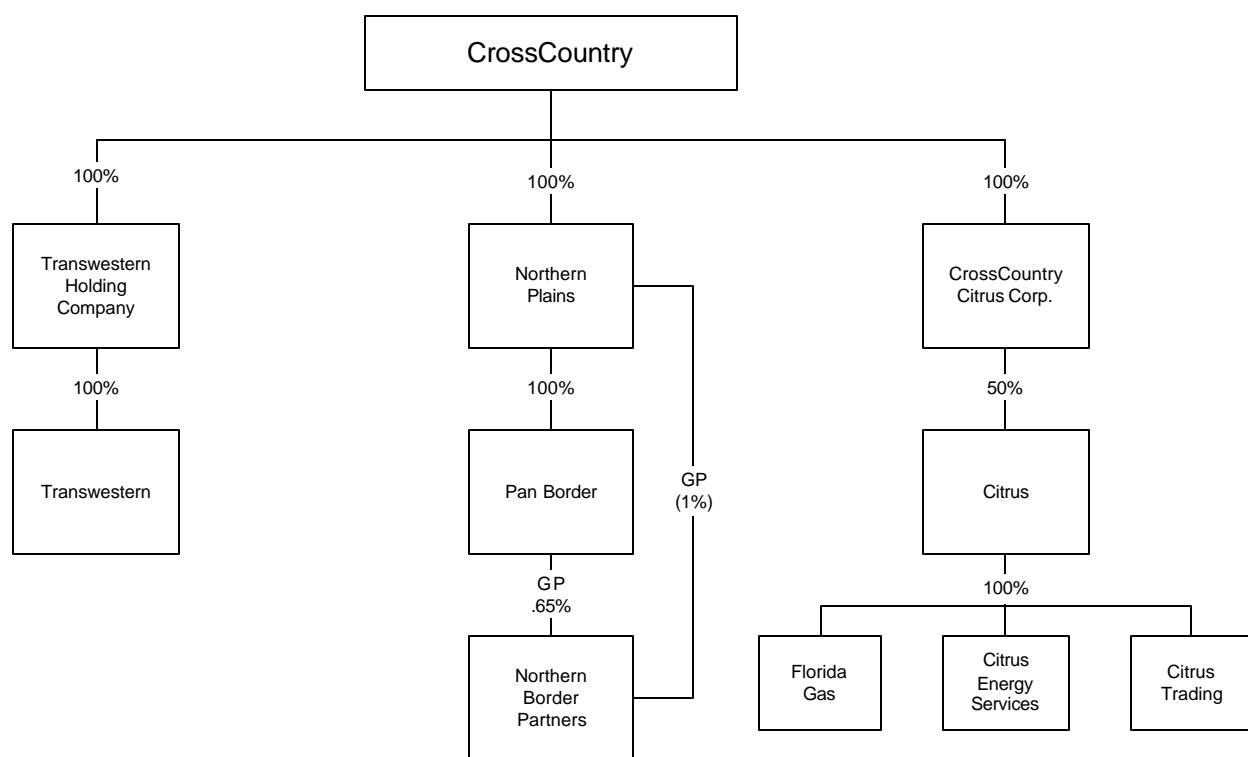 CrossCountry
100%
100%
100%
Transwestern
Holding
Company
Northern
Plains
CrossCountry
Citrus Corp.
100%
100%
50%
Transwestern
Pan Border
GP
(1%)
Citrus
GP
.65%
100%
Northern
Border
Partners
Florida
Gas
Citrus
Energy
Services
Citrus
Trading